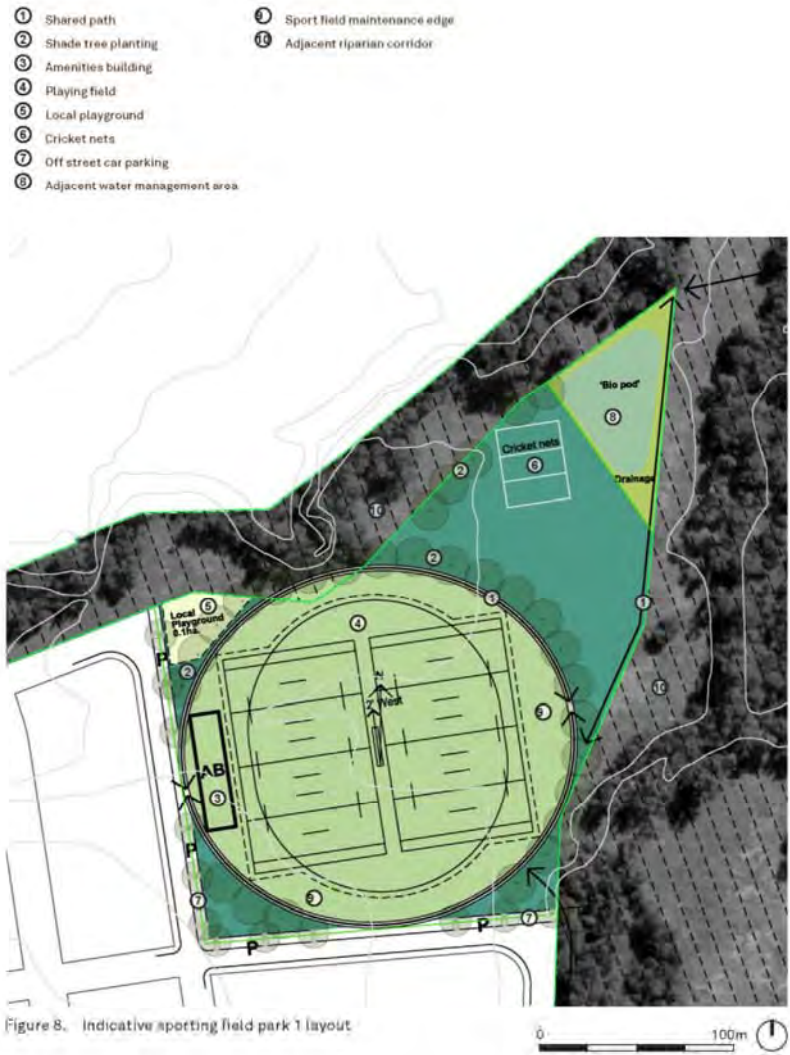 1 Shared path
2 Shade tree planting
3 Amenities building
4 Playing field
5 Local playground
6 Cricket nets
7 Off street car parking
8 Adjacent water management area
9 Sport field maintenance edge
10 Adjacent riparian corridor
'Bio pod'
8
Cricket nets
6
Drainage
2
10
2
5
Local
Playground
0.1ha
1
4
1
P
2
West
9
10
AB
3
P
9
7
7
P
P
Figure 8. Indicative sporting field park 1 layout
0 100m